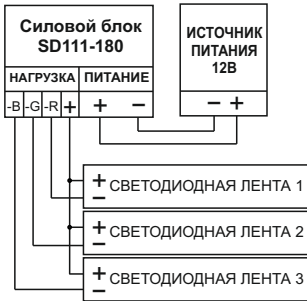 Силовой блок
SD111-180
НАГРУЗКА ПИТАНИЕ
-B -G -R + + −
ИСТОЧНИК
ПИТАНИЯ
12В
− +
+ СВЕТОДИОДНАЯ ЛЕНТА 1
−
+ СВЕТОДИОДНАЯ ЛЕНТА 2
−
+ СВЕТОДИОДНАЯ ЛЕНТА 3
−